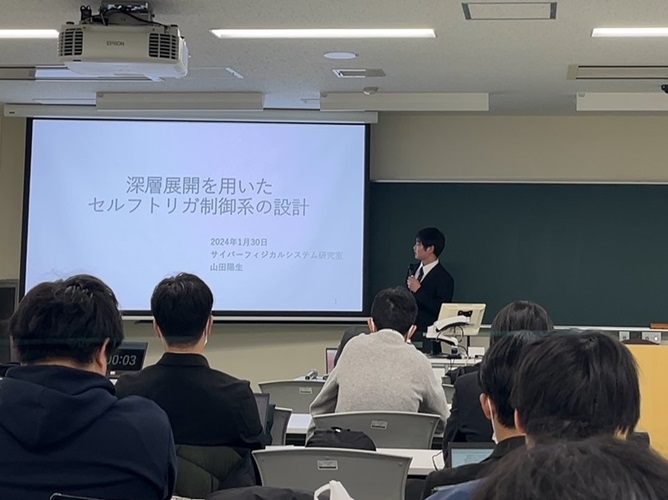 EPSON
深層展開を用いた
セルフトリガ制御系の設計
2024年1月30日
サイバーフィジカルシステム研究室
山田陽生
00:03